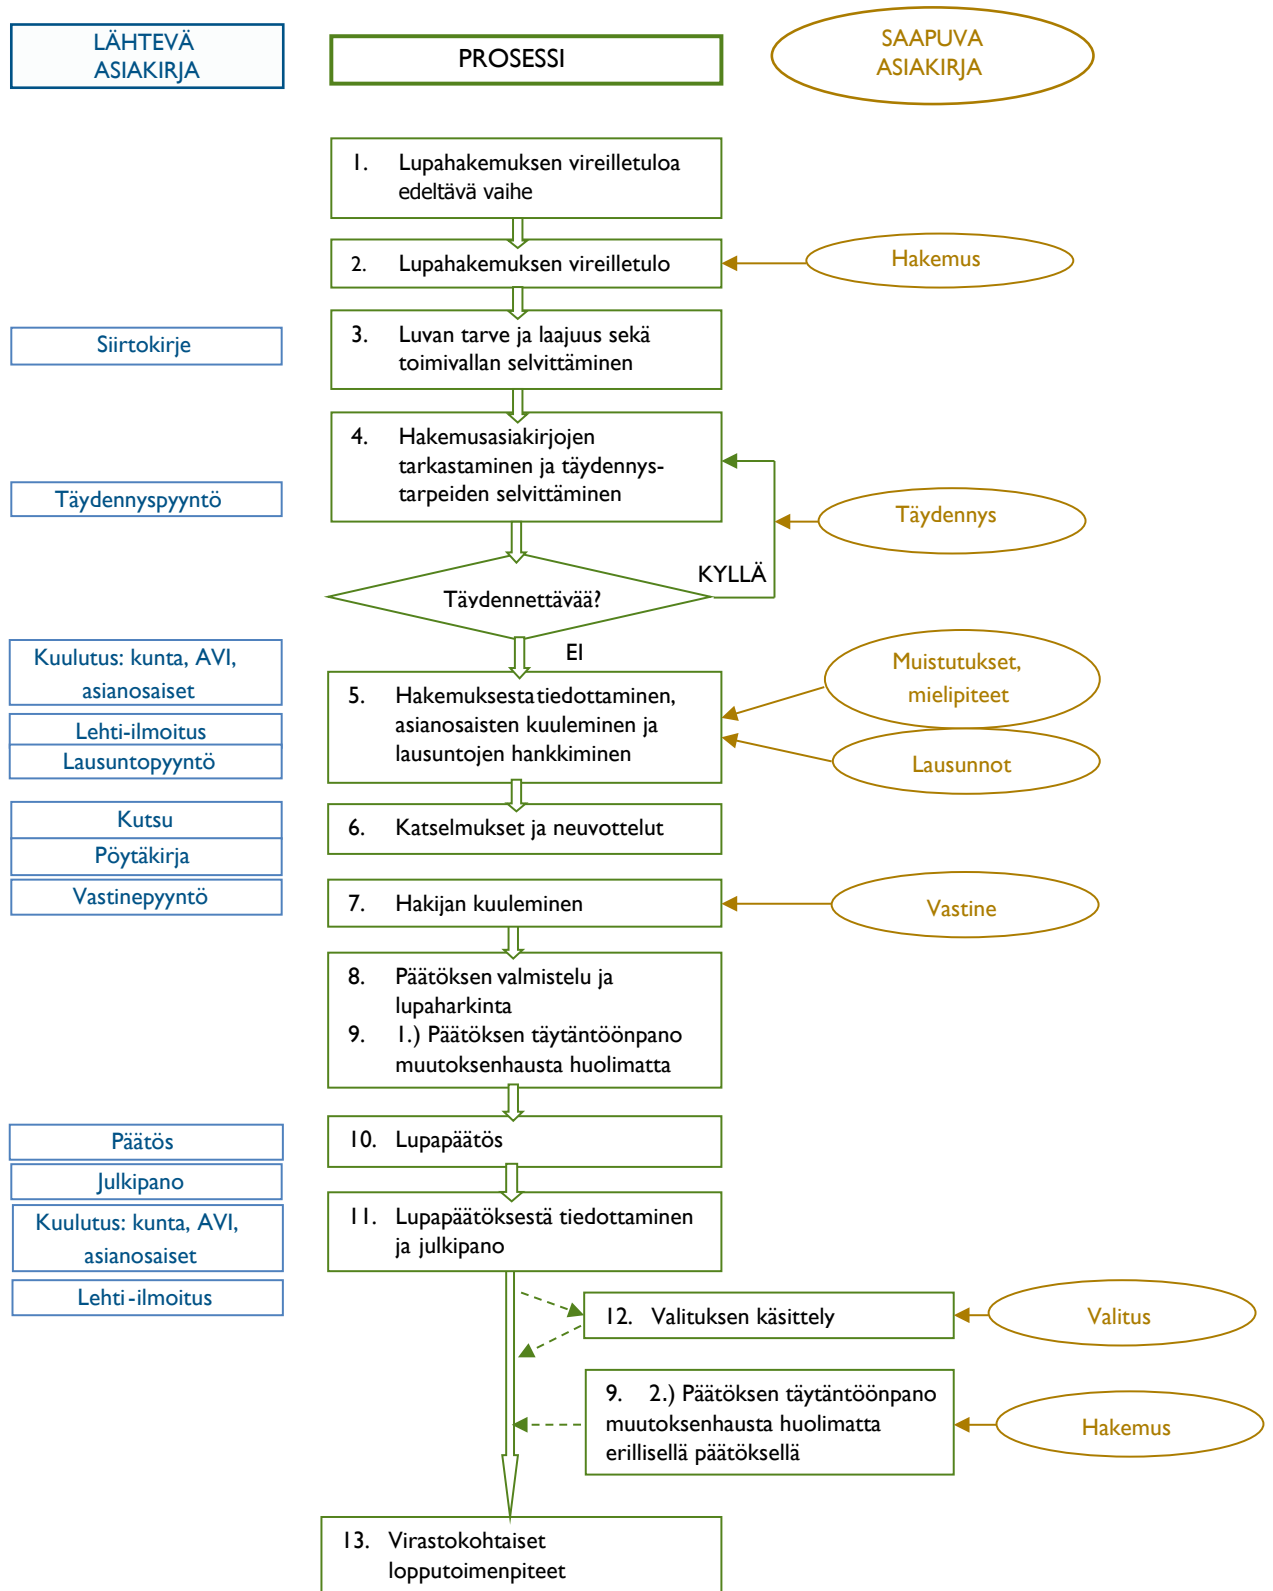 LÄHTEVÄ
ASIAKIRJA
PROSESSI
SAAPUVA
ASIAKIRJA
1. Lupahakemuksen vireilletuloa
edeltävä vaihe
2. Lupahakemuksen vireilletulo
Hakemus
Siirtokirje
3. Luvan tarve ja laajuus sekä
toimivallan selvittäminen
4. Hakemusasiakirjojen
tarkastaminen ja täydennys-
tarpeiden selvittäminen
Täydennyspyyntö
Täydennys
Täydennettävää?
KYLLÄ
EI
Kuulutus: kunta, AVI,
asianosaiset
Lehti-ilmoitus
Lausuntopyyntö
5. Hakemuksesta tiedottaminen,
asianosaisten kuuleminen ja
lausuntojen hankkiminen
Muistutukset,
mielipiteet
Lausunnot
Kutsu
Pöytäkirja
6. Katselmukset ja neuvottelut
Vastinepyyntö
7. Hakijan kuuleminen
Vastine
8. Päätöksen valmistelu ja
lupaharkinta
9. 1.) Päätöksen täytäntöönpano
muutoksenhausta huolimatta
Päätös
10. Lupapäätös
Julkipano
Kuulutus: kunta, AVI,
asianosaiset
11. Lupapäätöksestä tiedottaminen
ja julkipano
Lehti-ilmoitus
12. Valituksen käsittely
Valitus
9. 2.) Päätöksen täytäntöönpano
muutoksenhausta huolimatta
erillisellä päätöksellä
Hakemus
13. Virastokohtaiset
lopputoimenpiteet